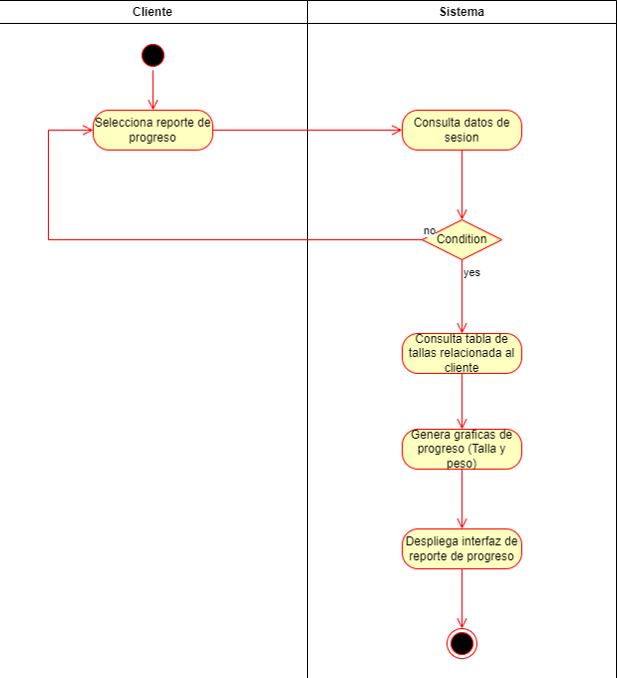 Cliente
Sistema
Selecciona reporte de
progreso
Consulta datos de
sesion
no
Condition
yes
Consulta tabla de
tallas relacionada al
cliente
Genera graficas de
progreso (Talla y
peso)
Despliega interfaz de
reporte de progreso